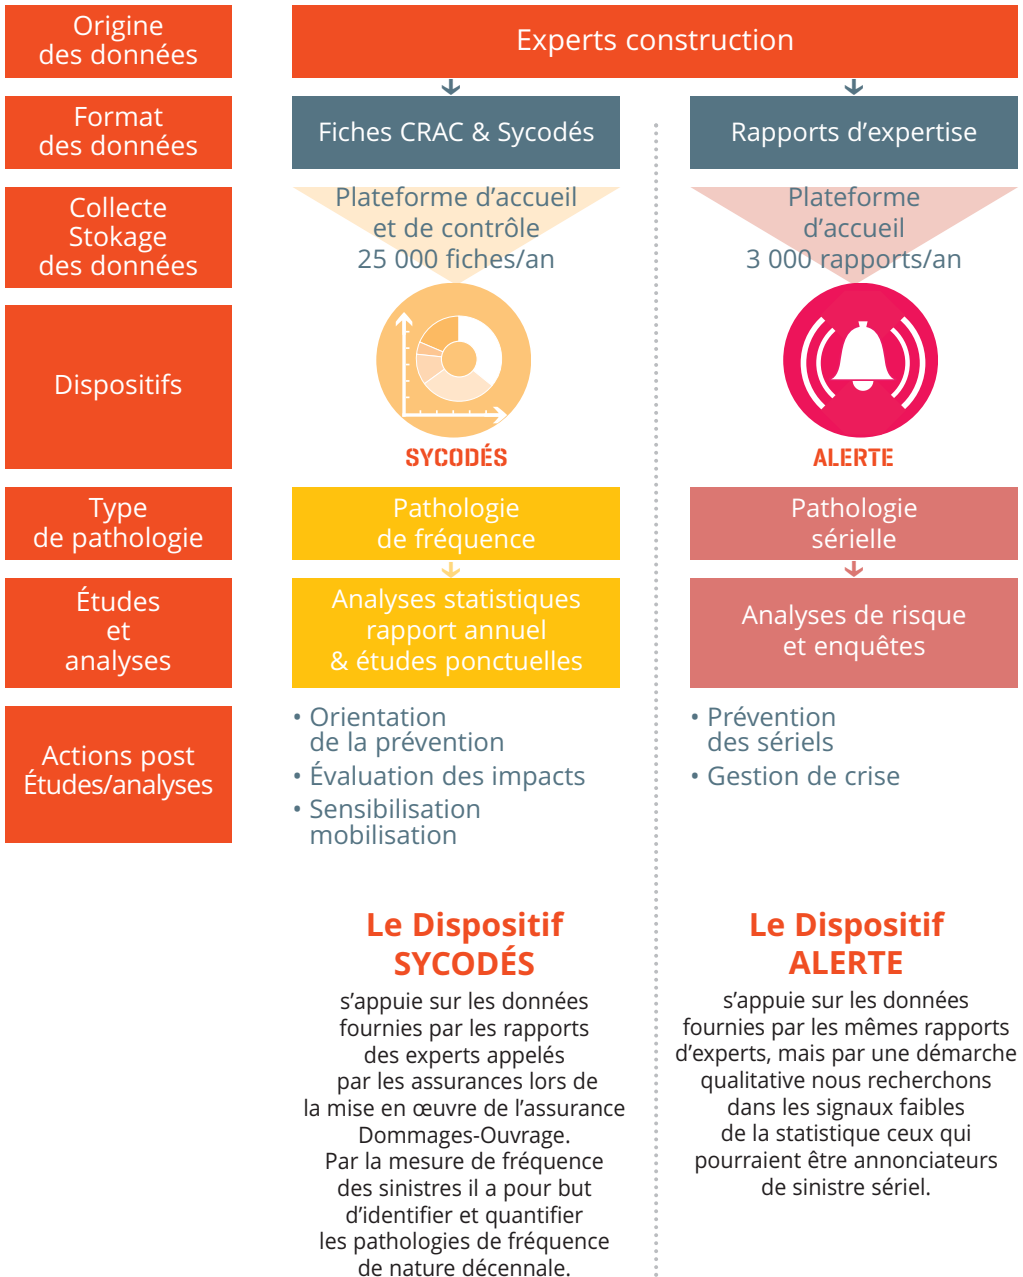 Origine
des données
Experts construction
Format
des données
Fiches CRAC & Sycodés
Rapports d’expertise
Collecte
Stokage
des données
Plateforme d’accueil
et de contrôle
25 000 fiches/an
Plateforme
d’accueil
3 000 rapports/an
Dispositifs
SYCODÉS
ALERTE
Type
de pathologie
Pathologie
de fréquence
Pathologie
sérielle
Études
et
analyses
Analyses statistiques
rapport annuel
& études ponctuelles
Analyses de risque
et enquêtes
Actions post
Études/analyses
• Orientation
de la prévention
• Évaluation des impacts
• Sensibilisation
mobilisation
• Prévention
des sériels
• Gestion de crise
Le Dispositif
SYCODÉS
s’appuie sur les données
fournies par les rapports
des experts appelés
par les assurances lors de
la mise en œuvre de l’assurance
Dommages-Ouvrage.
Par la mesure de fréquence
des sinistres il a pour but
d’identifier et quantifier
les pathologies de fréquence
de nature décennale.
Le Dispositif
ALERTE
s’appuie sur les données
fournies par les mêmes rapports
d’experts, mais par une démarche
qualitative nous recherchons
dans les signaux faibles
de la statistique ceux qui
pourraient être annonciateurs
de sinistre sériel.